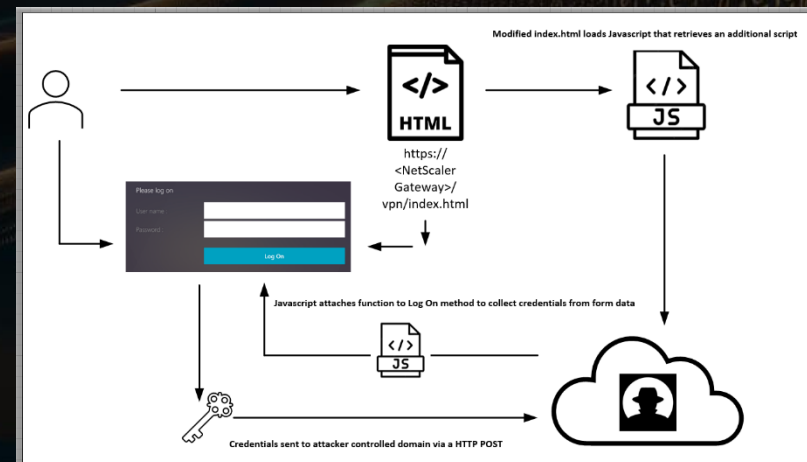 Modified index.html loads Javascript that retrieves an additional script
</>
HTML
</>
JS
https://
<NetScaler
Gateway>/
vpn/index.html
Please log on
User name
Password
Log On
Javascript attaches function to Log On method to collect credentials from form data
</>
JS
Credentials sent to attacker controlled domain via a HTTP POST